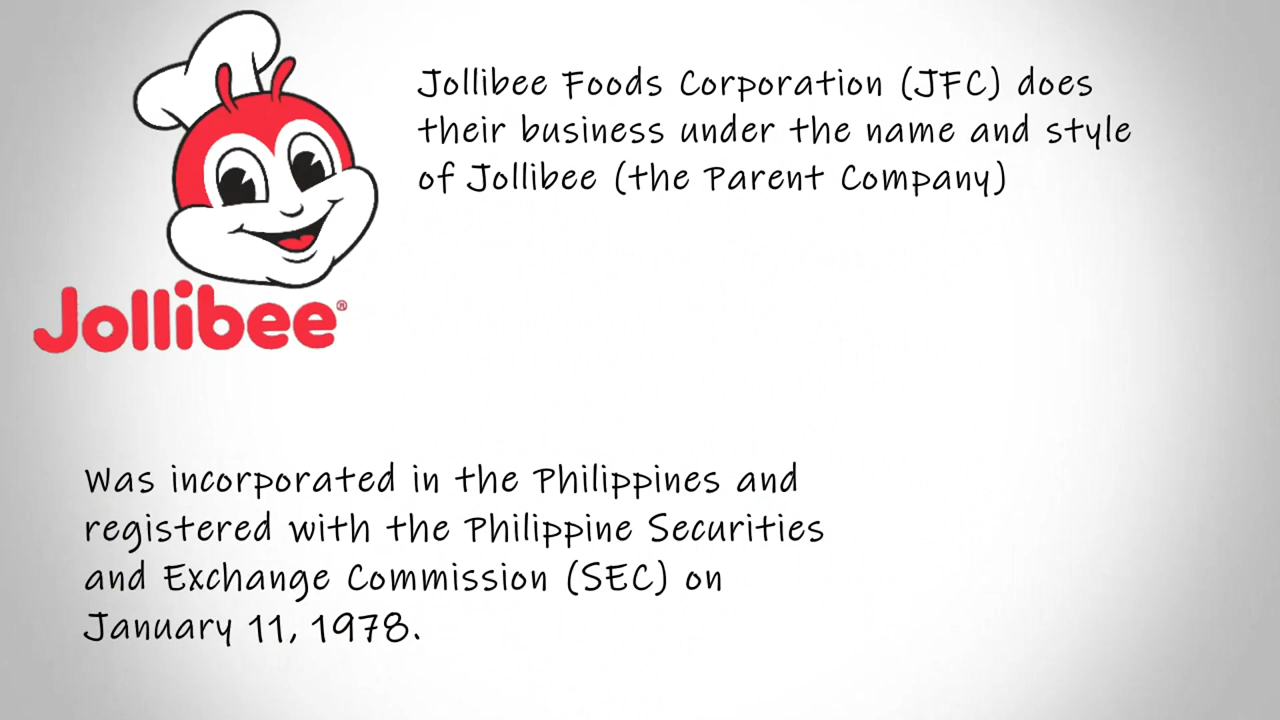 Jollibee Foods Corporation (JFC) does
their business under the name and style
of Jollibee (the Parent Company)
Jollibee®
Was incorporated in the Philippines and
registered with the Philippine Securities
and Exchange Commission (SEC) on
January 11, 1978.